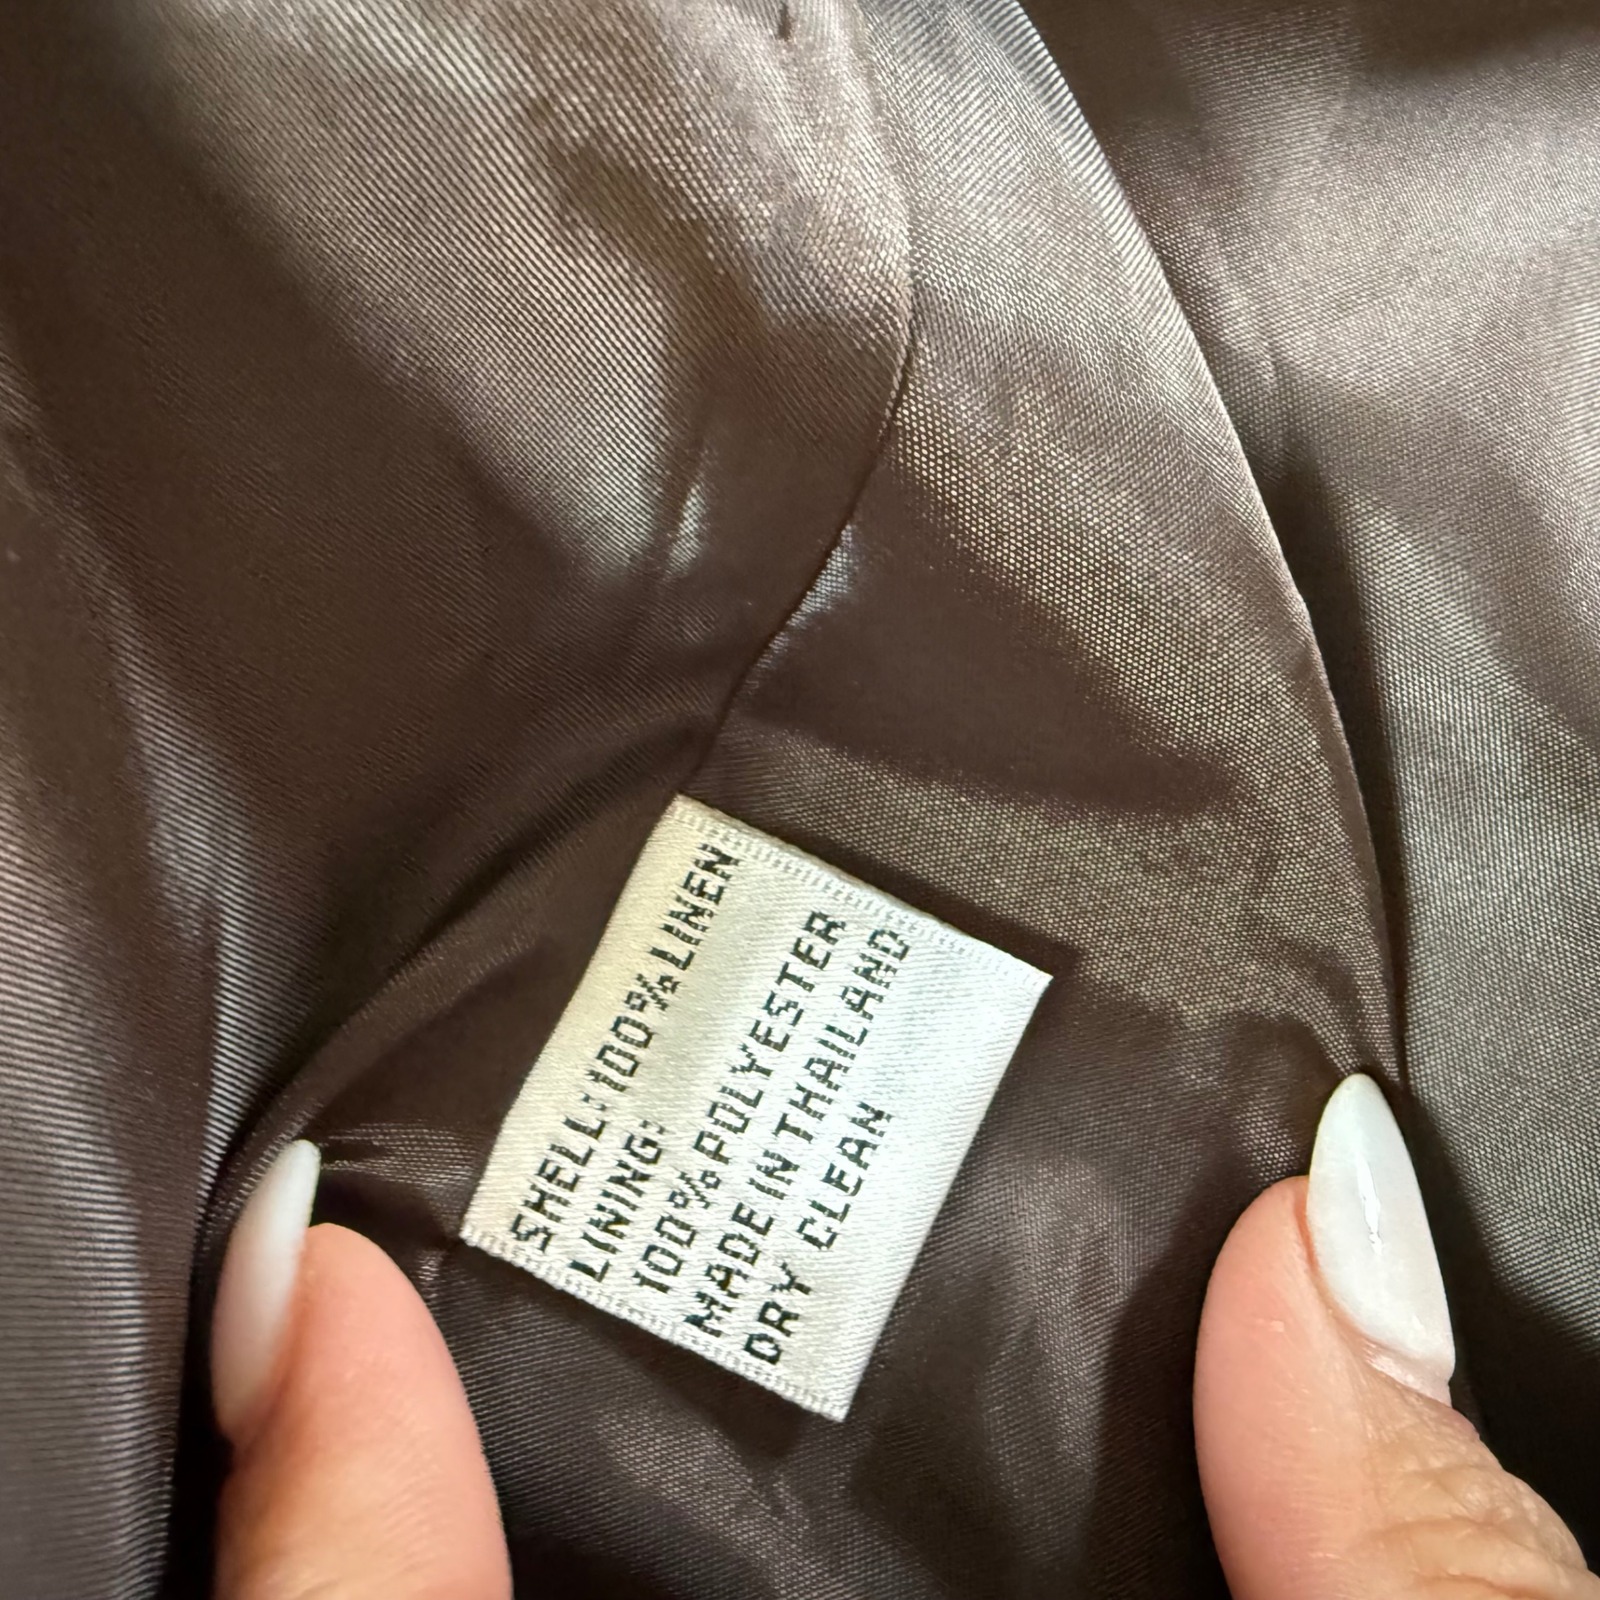 SHELL:100%LINEN
LINING:
100%POLYESTER
MADE IN THAILAND
DRY CLEAN